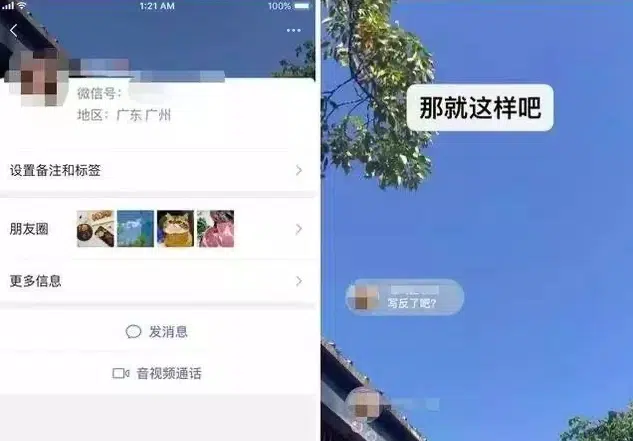 1:21 AM
100%
微信号：
地区：广东 广州
设置备注和标签
朋友圈
更多信息
发消息
音视频通话
那就这样吧
写反了吧?